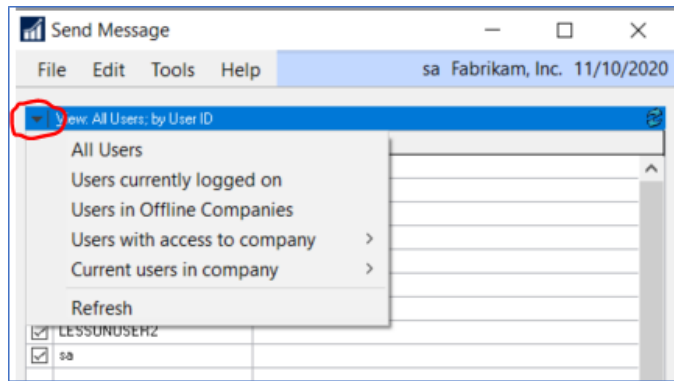 Send Message
File Edit Tools Help sa Fabrikam, Inc. 11/10/2020
View: All Users; by User ID
All Users
Users currently logged on
Users in Offline Companies
Users with access to company
Current users in company
Refresh
LESSONUSER2
sa